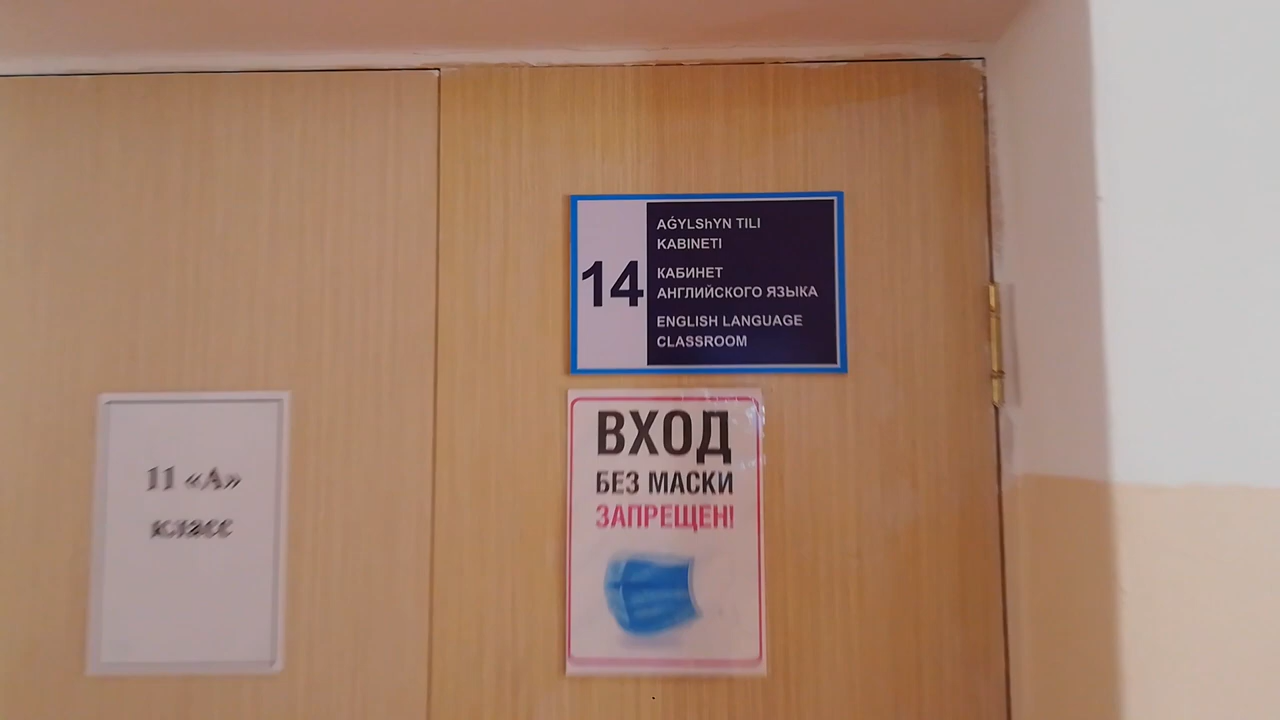 14
AǴYLShYN TILI
KABINETI
КАБИНЕТ
АНГЛИЙСКОГО ЯЗЫКА
ENGLISH LANGUAGE
CLASSROOM
11 «А»
класс
ВХОД
БЕЗ МАСКИ
ЗАПРЕЩЕН!